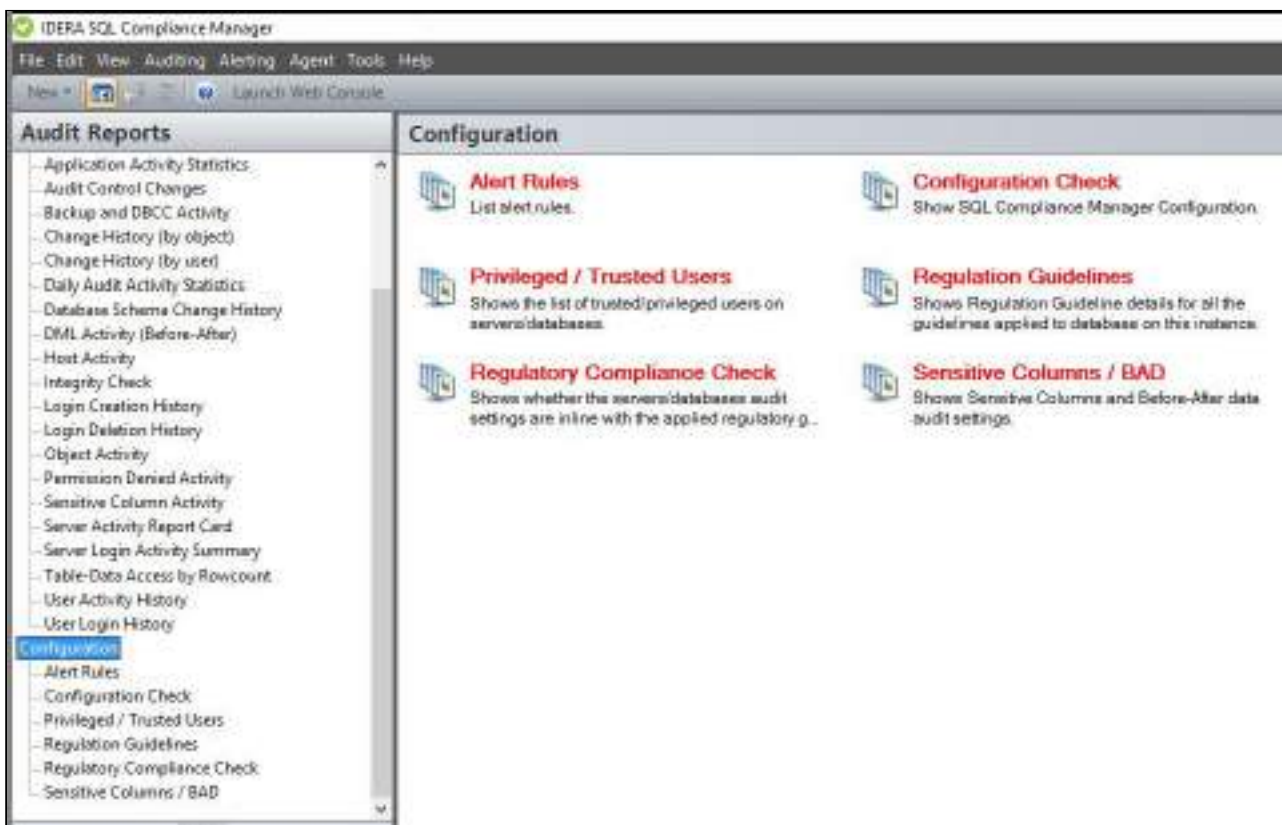 IDERA SQL Compliance Manager
File Edit View Auditing Alerting Agent Tools Help
New Launch Web Console
Audit Reports
Application Activity Statistics
Audit Control Changes
Backup and DBCC Activity
Change History (by object)
Change History (by user)
Daily Audit Activity Statistics
Database Schema Change History
DML Activity (Before-After)
Host Activity
Integrity Check
Login Creation History
Login Deletion History
Object Activity
Permission Denied Activity
Sensitive Column Activity
Server Activity Report Card
Server Login Activity Summary
Table-Data Access by Rowcount
User Activity History
User Login History
Configuration
Alert Rules
Configuration Check
Privileged / Trusted Users
Regulation Guidelines
Regulatory Compliance Check
Sensitive Columns / BAD
Configuration
Alert Rules
List alert rules.
Configuration Check
Show SQL Compliance Manager Configuration.
Privileged / Trusted Users
Shows the list of trusted/privileged users on
servers/databases.
Regulation Guidelines
Shows Regulation Guideline details for all the
guidelines applied to database on this instance.
Regulatory Compliance Check
Shows whether the servers/databases audit
settings are inline with the applied regulatory g...
Sensitive Columns / BAD
Shows Sensitive Columns and Before-After data
audit settings.